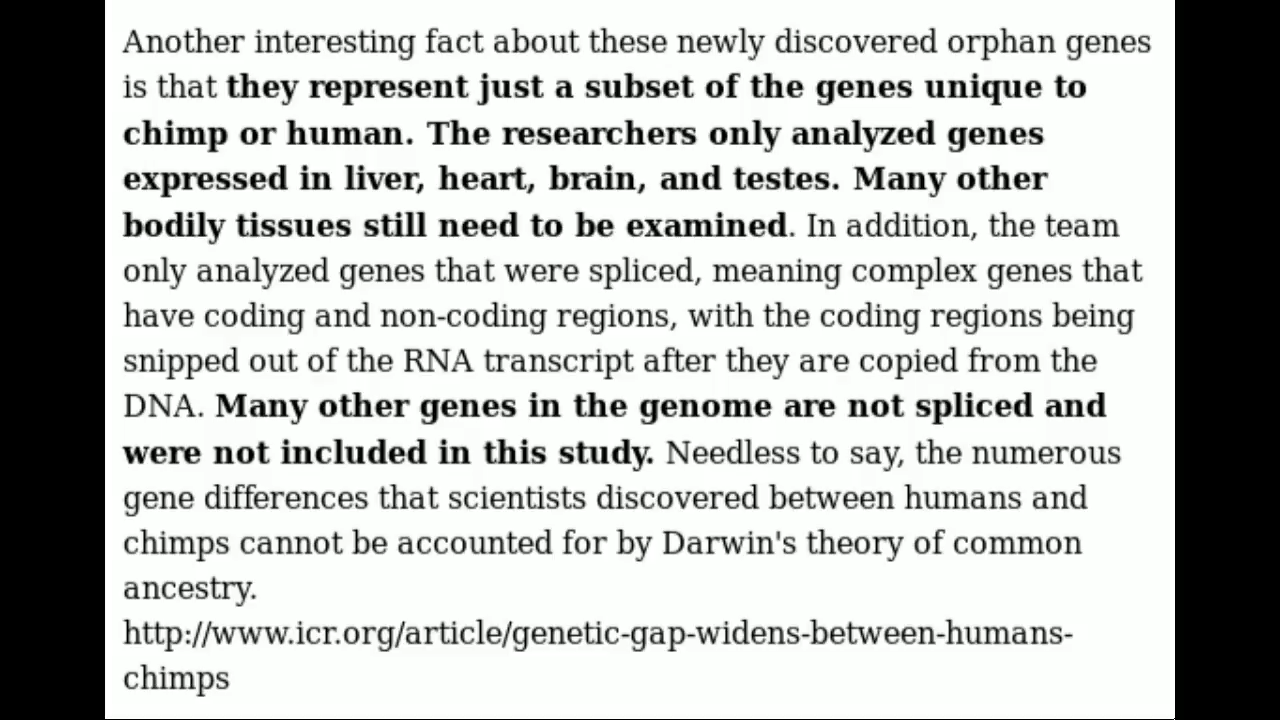 Another interesting fact about these newly discovered orphan genes
is that they represent just a subset of the genes unique to
chimp or human. The researchers only analyzed genes
expressed in liver, heart, brain, and testes. Many other
bodily tissues still need to be examined. In addition, the team
only analyzed genes that were spliced, meaning complex genes that
have coding and non-coding regions, with the coding regions being
snipped out of the RNA transcript after they are copied from the
DNA. Many other genes in the genome are not spliced and
were not included in this study. Needless to say, the numerous
gene differences that scientists discovered between humans and
chimps cannot be accounted for by Darwin's theory of common
ancestry.
http://www.icr.org/article/genetic-gap-widens-between-humans-
chimps